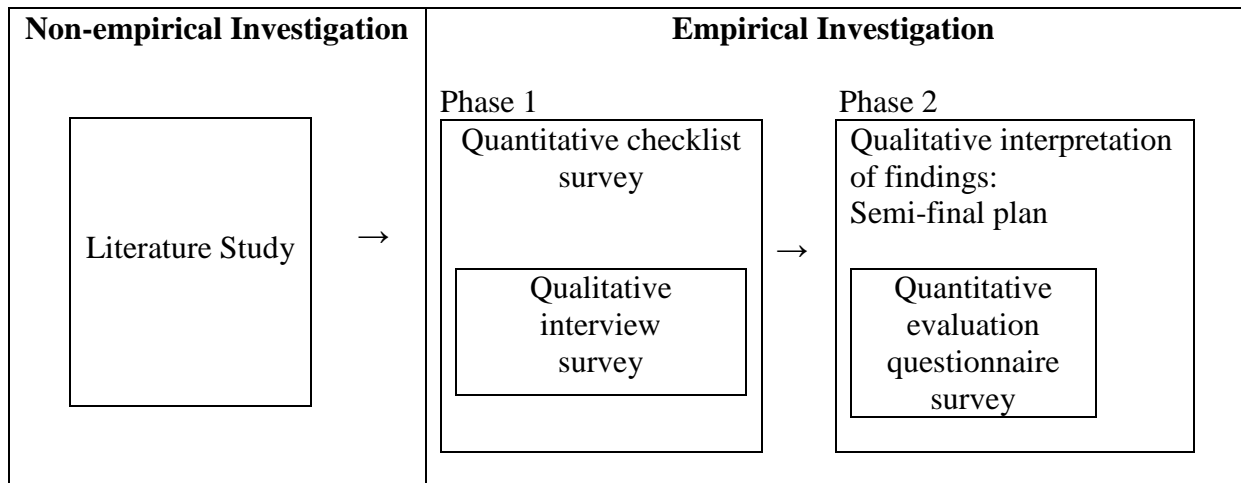 Non-empirical Investigation
Empirical Investigation
Literature Study
→
Phase 1
Quantitative checklist
survey
Qualitative
interview
survey
→
Phase 2
Qualitative interpretation
of findings:
Semi-final plan
Quantitative
evaluation
questionnaire
survey